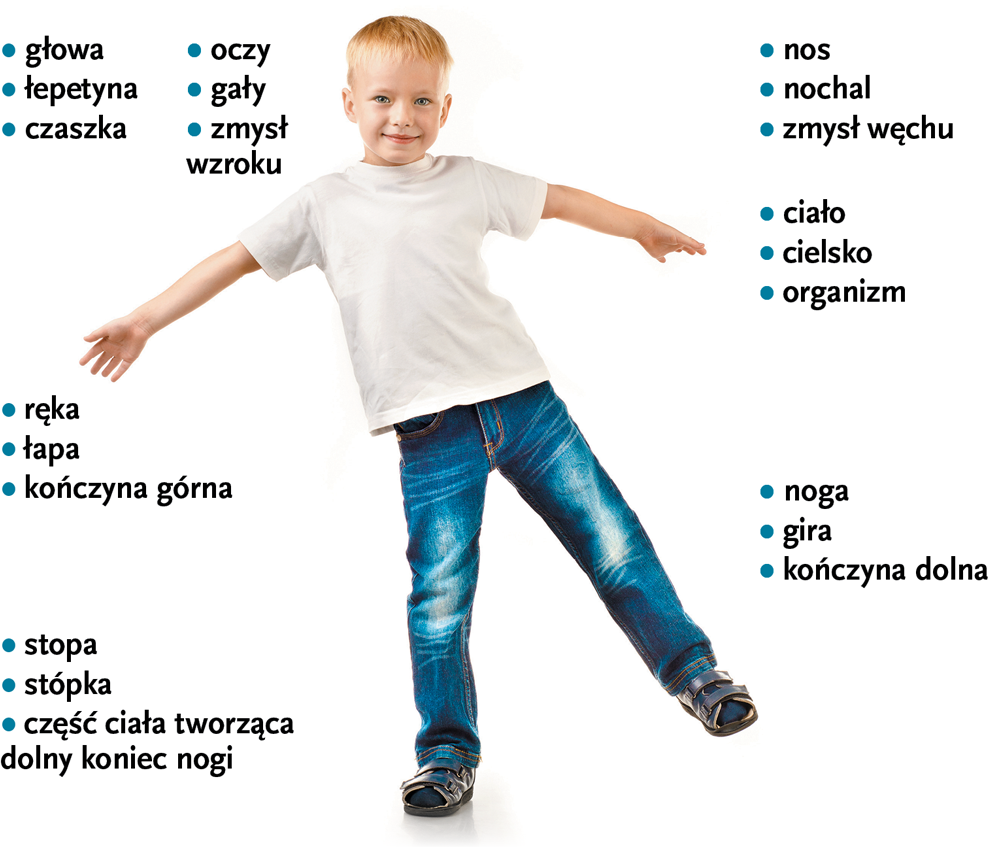 • głowa
• łepetyna
• czaszka
• oczy
• gały
• zmysł
wzroku
• nos
• nochal
• zmysł węchu
• ciało
• cielsko
• organizm
• ręka
• łapa
• kończyna górna
• noga
• gira
• kończyna dolna
• stopa
• stópka
• część ciała tworząca
dolny koniec nogi